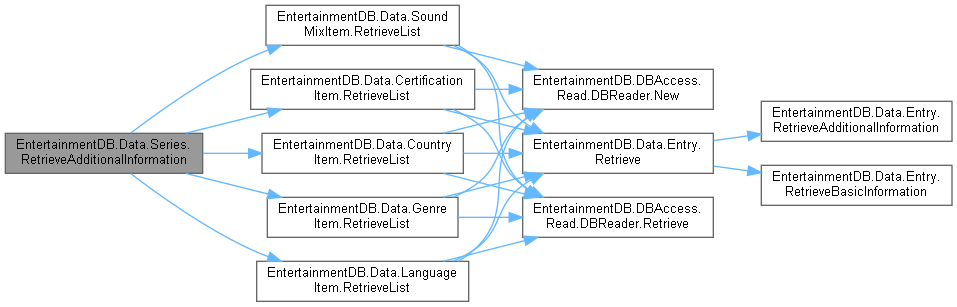 EntertainmentDB.Data.Series.
RetrieveAdditionalInformation
EntertainmentDB.Data.Sound
MixItem.RetrieveList
EntertainmentDB.Data.Certification
Item.RetrieveList
EntertainmentDB.Data.Country
Item.RetrieveList
EntertainmentDB.Data.Genre
Item.RetrieveList
EntertainmentDB.Data.Language
Item.RetrieveList
EntertainmentDB.DBAccess.
Read.DBReader.New
EntertainmentDB.Data.Entry.
Retrieve
EntertainmentDB.DBAccess.
Read.DBReader.Retrieve
EntertainmentDB.Data.Entry.
RetrieveAdditionalInformation
EntertainmentDB.Data.Entry.
RetrieveBasicInformation